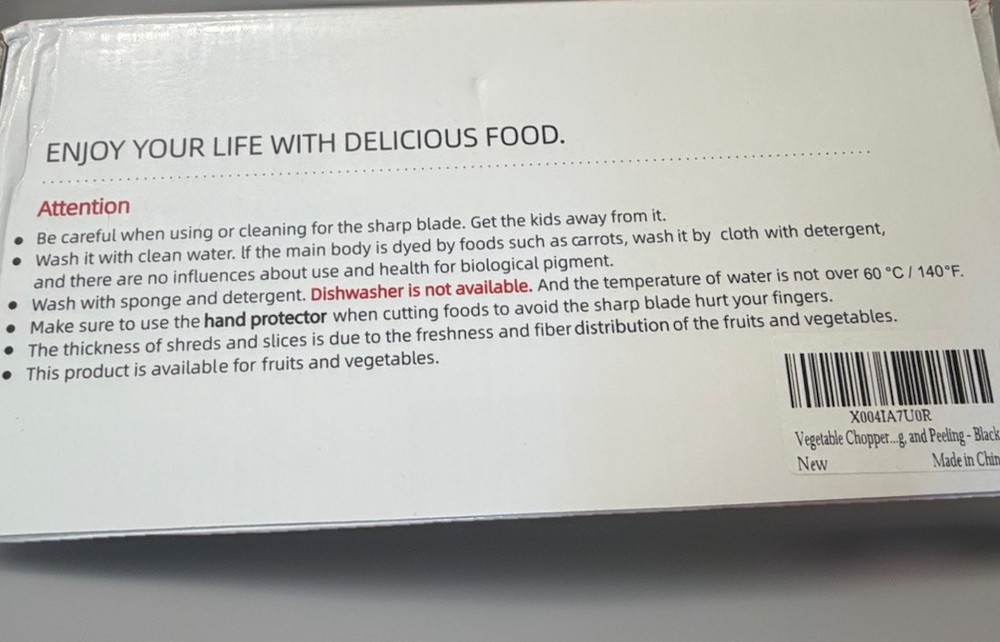 ENJOY YOUR LIFE WITH DELICIOUS FOOD.
Attention
• Be careful when using or cleaning for the sharp blade. Get the kids away from it.
• Wash it with clean water. If the main body is dyed by foods such as carrots, wash it by cloth with detergent,
and there are no influences about use and health for biological pigment.
• Wash with sponge and detergent. Dishwasher is not available. And the temperature of water is not over 60 °C / 140°F.
• Make sure to use the hand protector when cutting foods to avoid the sharp blade hurt your fingers.
• The thickness of shreds and slices is due to the freshness and fiber distribution of the fruits and vegetables.
• This product is available for fruits and vegetables.
X004IA7U0R
Vegetable Chopper...g, and Peeling - Black
New Made in Chin